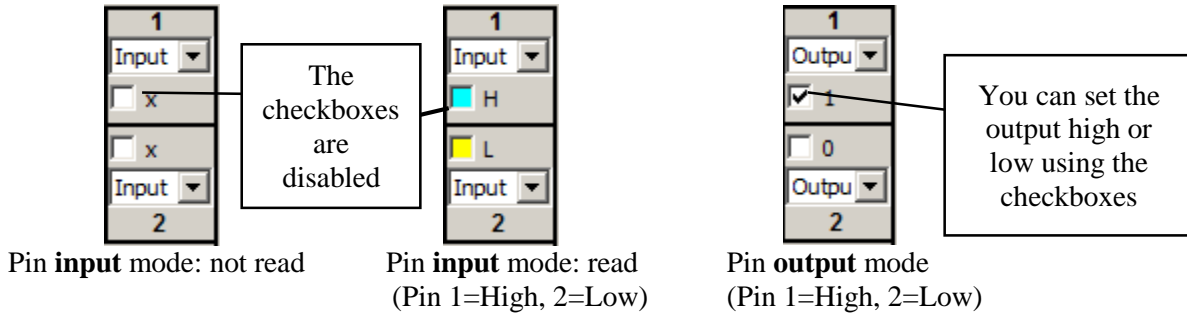 1
Input
x
x
Input
2
The
checkboxes
are
disabled
1
Input
H
L
Input
2
1
Outpu
1
0
Outpu
2
You can set the
output high or
low using the
checkboxes
Pin input mode: not read
Pin input mode: read
(Pin 1=High, 2=Low)
Pin output mode
(Pin 1=High, 2=Low)